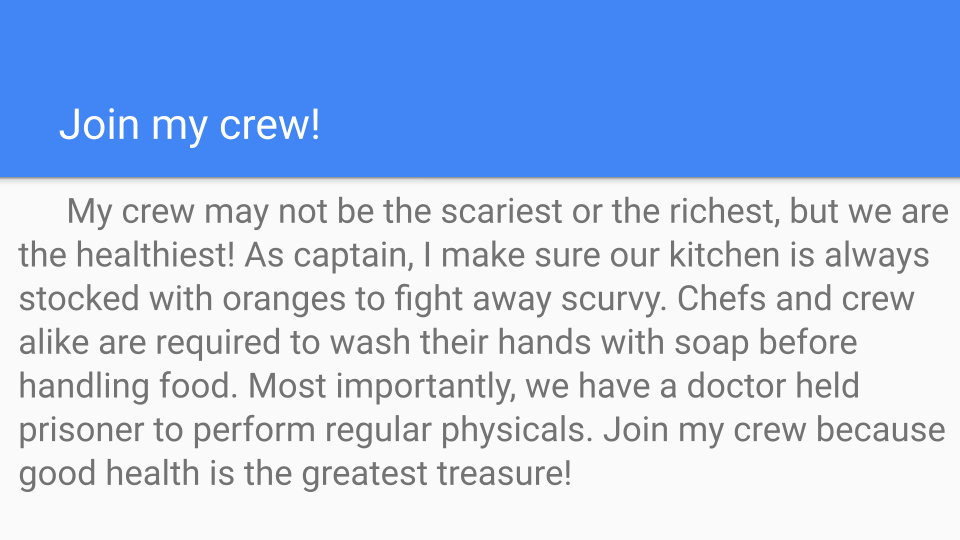 Join my crew!
My crew may not be the scariest or the richest, but we are
the healthiest! As captain, I make sure our kitchen is always
stocked with oranges to fight away scurvy. Chefs and crew
alike are required to wash their hands with soap before
handling food. Most importantly, we have a doctor held
prisoner to perform regular physicals. Join my crew because
good health is the greatest treasure!